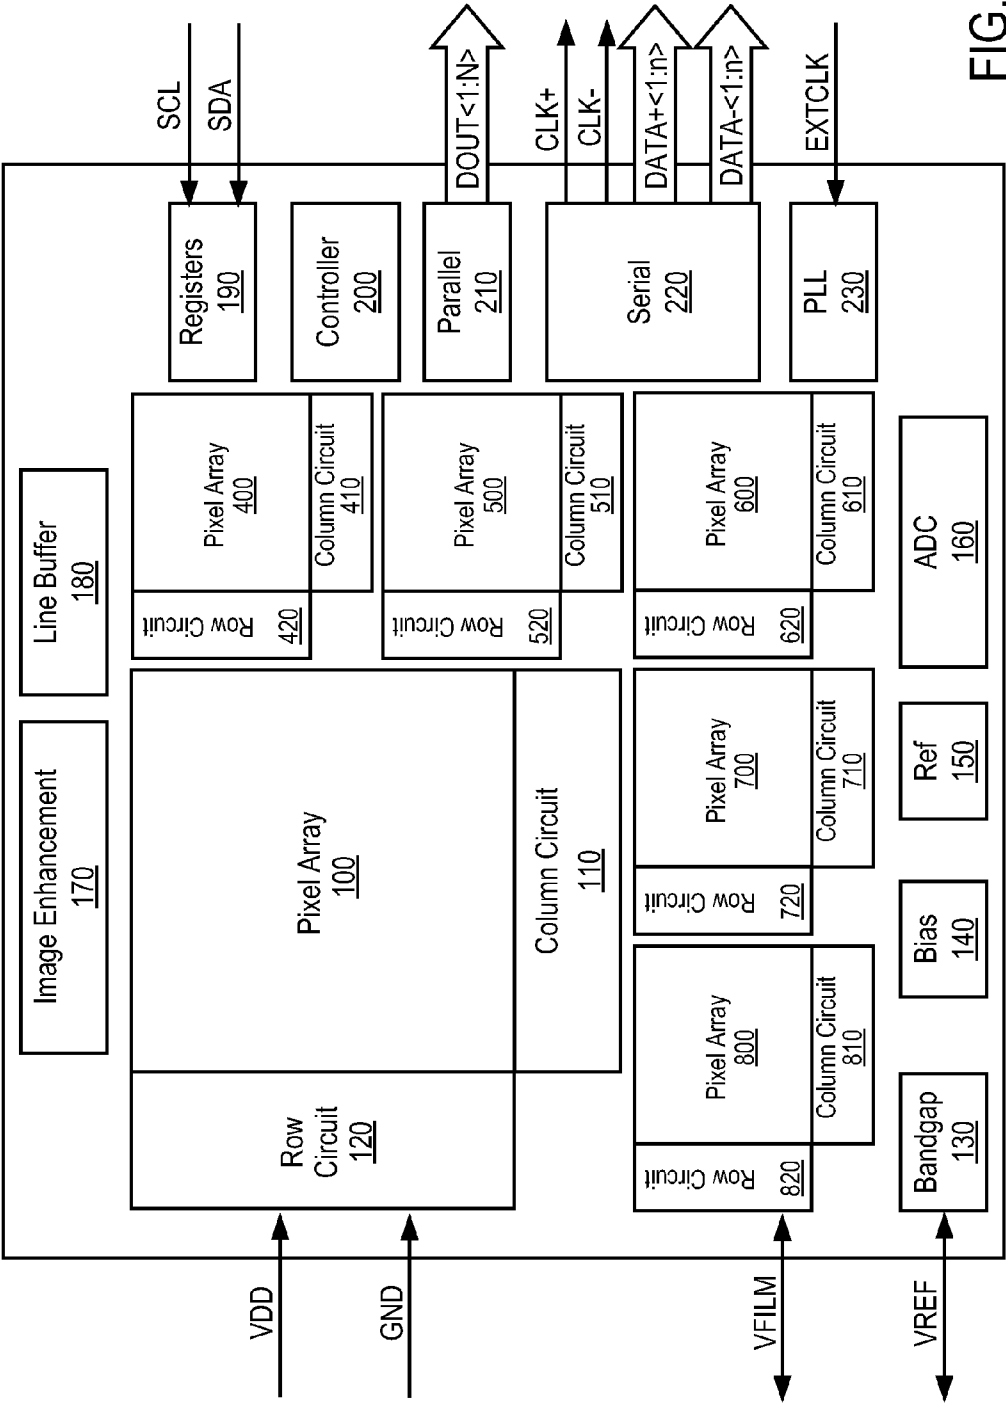 FIG.
SCL
SDA
DOUT<1:N>
CLK+
CLK-
DATA+<1:n>
DATA-<1:n>
EXTCLK
Registers
190
Controller
200
Parallel
210
Serial
220
PLL
230
Line Buffer
180
Image Enhancement
170
Pixel Array
400
Column Circuit
410
Row Circuit
420
Pixel Array
500
Column Circuit
510
Row Circuit
520
Pixel Array
600
Column Circuit
610
Row Circuit
620
Pixel Array
100
Column Circuit
110
Row
Circuit
120
Pixel Array
700
Column Circuit
710
Row Circuit
720
Pixel Array
800
Column Circuit
810
Row Circuit
820
ADC
160
Ref
150
Bias
140
Bandgap
130
VDD
GND
VFILM
VREF